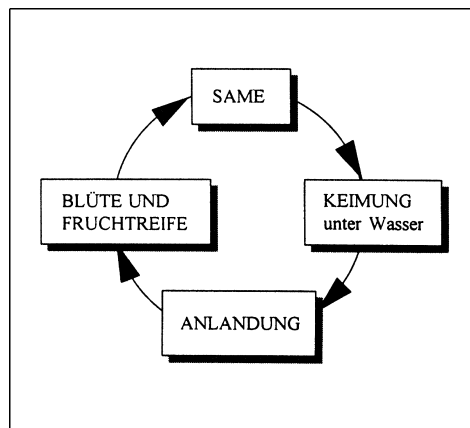 SAME
KEIMUNG
unter Wasser
ANLANDUNG
BLÜTE UND
FRUCHTREIFE